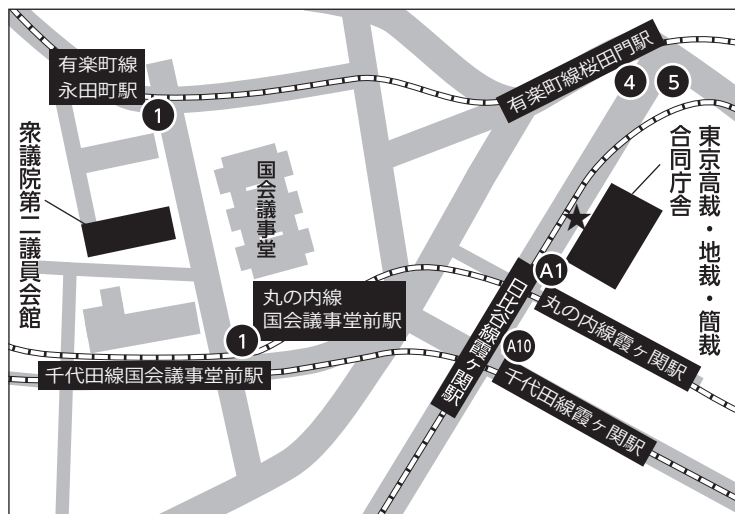 有楽町線
永田町駅
1
有楽町線桜田門駅
4
5
衆議院第二議員会館
国会議事堂
東京高裁・地裁・簡裁
合同庁舎
★
A1
丸の内線
国会議事堂前駅
1
千代田線国会議事堂前駅
日比谷線霞ヶ関駅
丸の内線霞ヶ関駅
A10
千代田線霞ヶ関駅